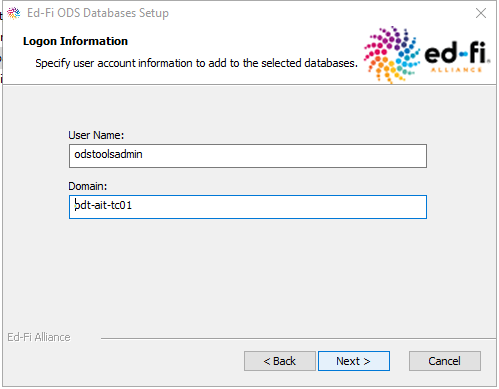 Ed-Fi ODS Databases Setup
Logon Information
Specify user account information to add to the selected databases.
ed-fi
ALLIANCE
User Name:
odstoolsadmin
Domain:
odt-ait-tc01
Ed-Fi Alliance
< Back
Next >
Cancel